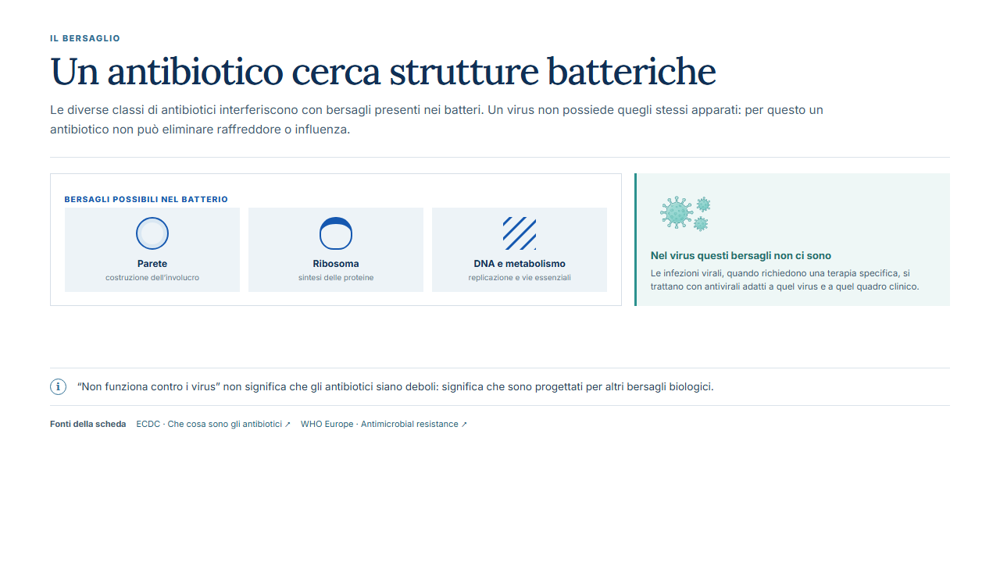 IL BERSAGLIO
Un antibiotico cerca strutture batteriche
Le diverse classi di antibiotici interferiscono con bersagli presenti nei batteri. Un virus non possiede quegli stessi apparati: per questo un
antibiotico non può eliminare raffreddore o influenza.
BERSAGLI POSSIBILI NEL BATTERIO
Parete
costruzione dell’involucro
Ribosoma
sintesi delle proteine
DNA e metabolismo
replicazione e vie essenziali
Nel virus questi bersagli non ci sono
Le infezioni virali, quando richiedono una terapia specifica, si
trattano con antivirali adatti a quel virus e a quel quadro clinico.
i “Non funziona contro i virus” non significa che gli antibiotici siano deboli: significa che sono progettati per altri bersagli biologici.
Fonti della scheda ECDC · Che cosa sono gli antibiotici ↗ WHO Europe · Antimicrobial resistance ↗